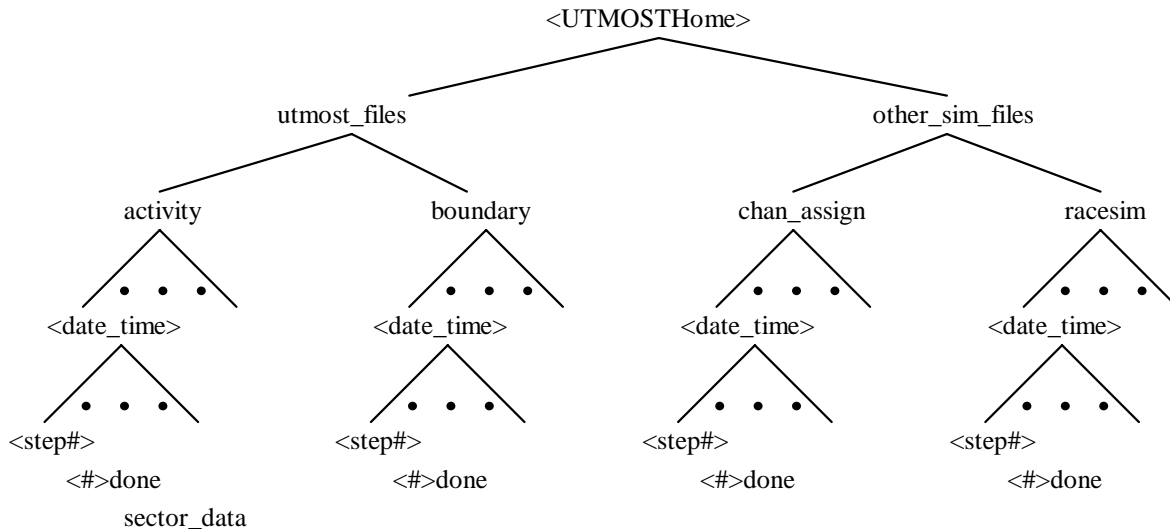 <UTMOSTHome>
utmost_files other_sim_files
activity boundary chan_assign racesim
<date_time> <date_time> <date_time> <date_time>
<step#> <step#> <step#> <step#>
<#>done <#>done <#>done <#>done
sector_data